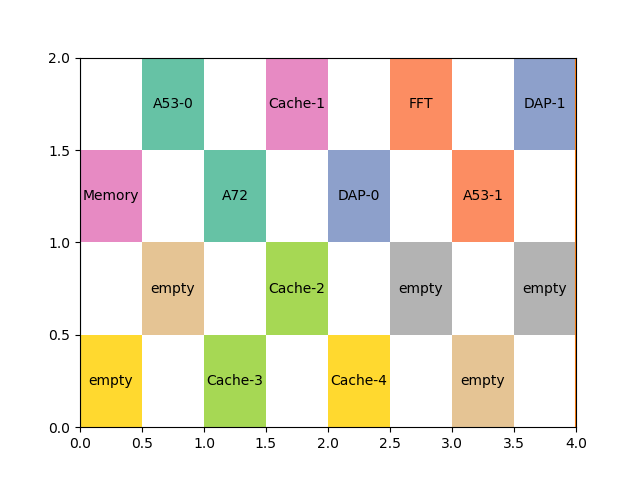 2.0
A53-0 Cache-1 FFT DAP-1
1.5
Memory A72 DAP-0 A53-1
1.0
empty Cache-2 empty empty
0.5
empty Cache-3 Cache-4 empty
0.0
0.0 0.5 1.0 1.5 2.0 2.5 3.0 3.5 4.0